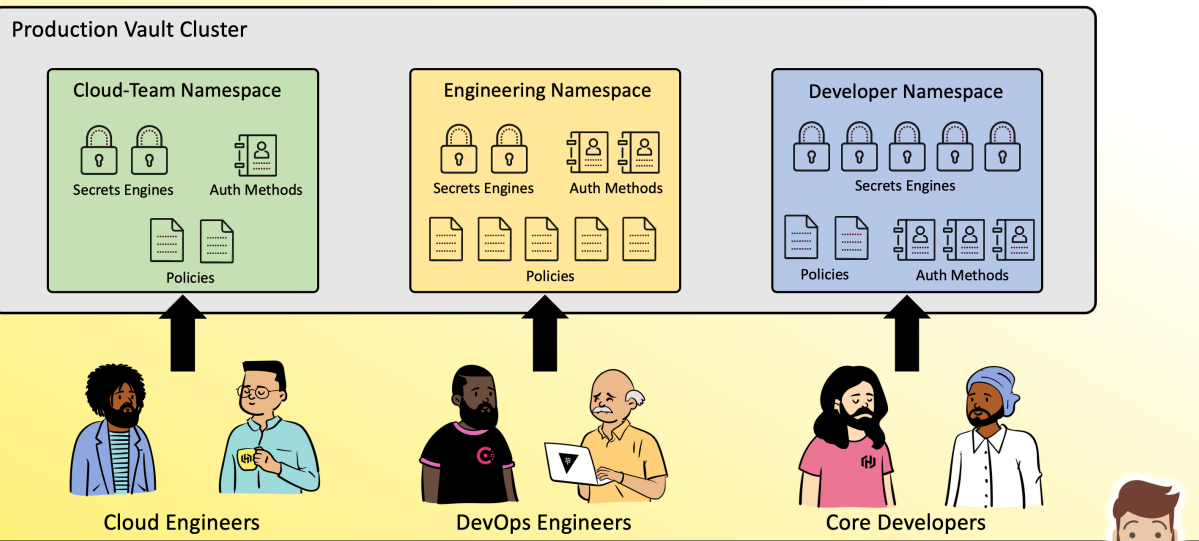 Production Vault Cluster
Cloud-Team Namespace
Secrets Engines
Auth Methods
Policies
Engineering Namespace
Secrets Engines
Auth Methods
Policies
Developer Namespace
Secrets Engines
Policies
Auth Methods
Cloud Engineers
DevOps Engineers
Core Developers